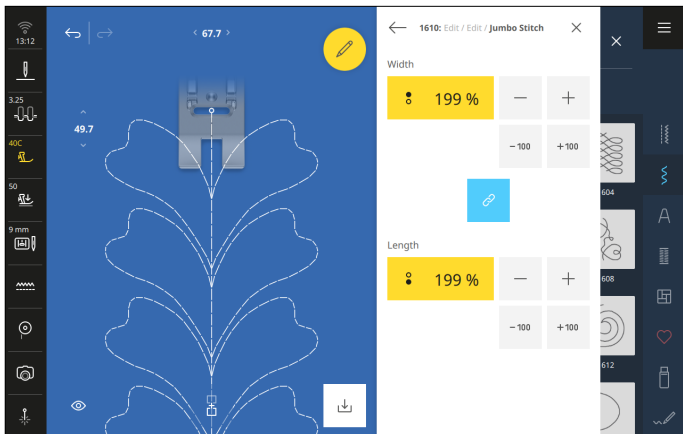 13:12
3.25
40C
50
9 mm
67.7
49.7
1610: Edit / Edit / Jumbo Stitch
Width
199 %
− +
−100 +100
Length
199 %
− +
−100 +100
604
608
612
A